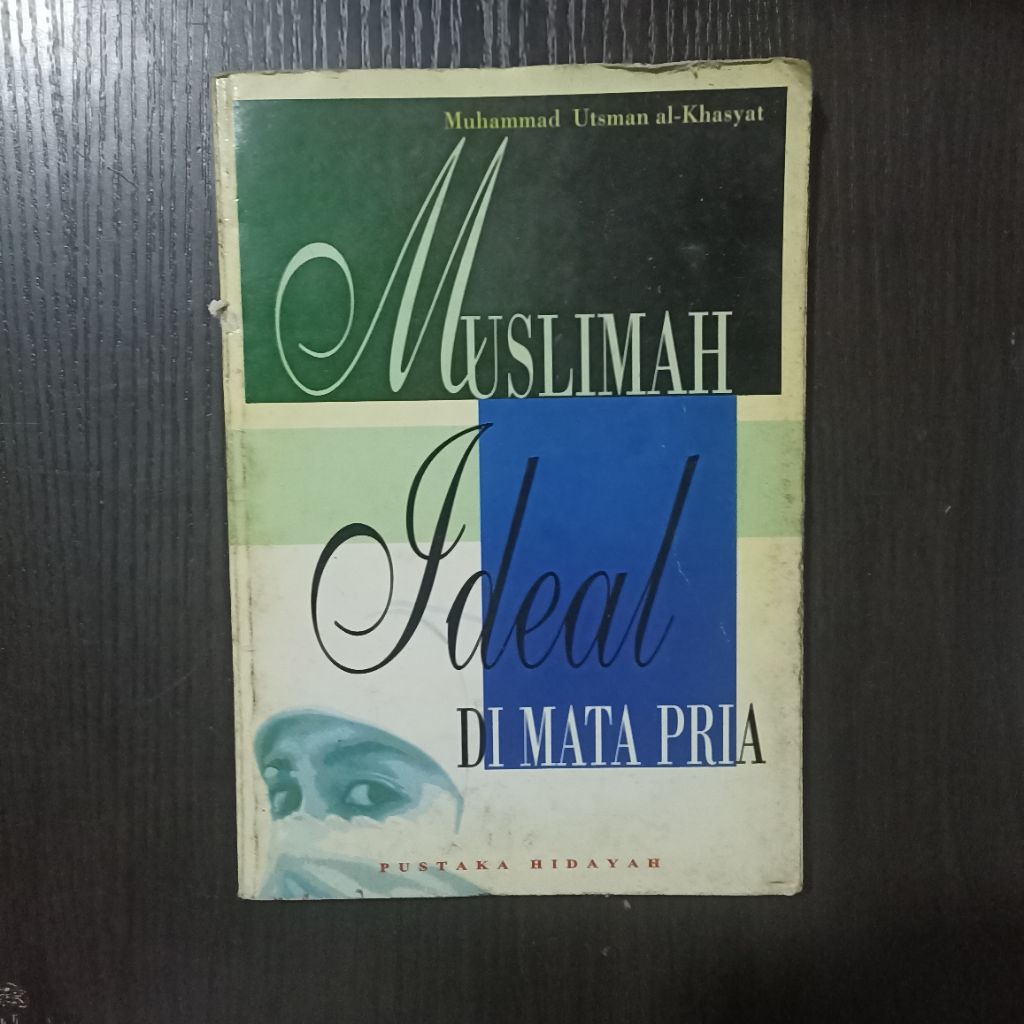 Muhammad Utsman al-Khasyat
MUSLIMAH
Ideal
DI MATA PRIA
PUSTAKA HIDAYAH